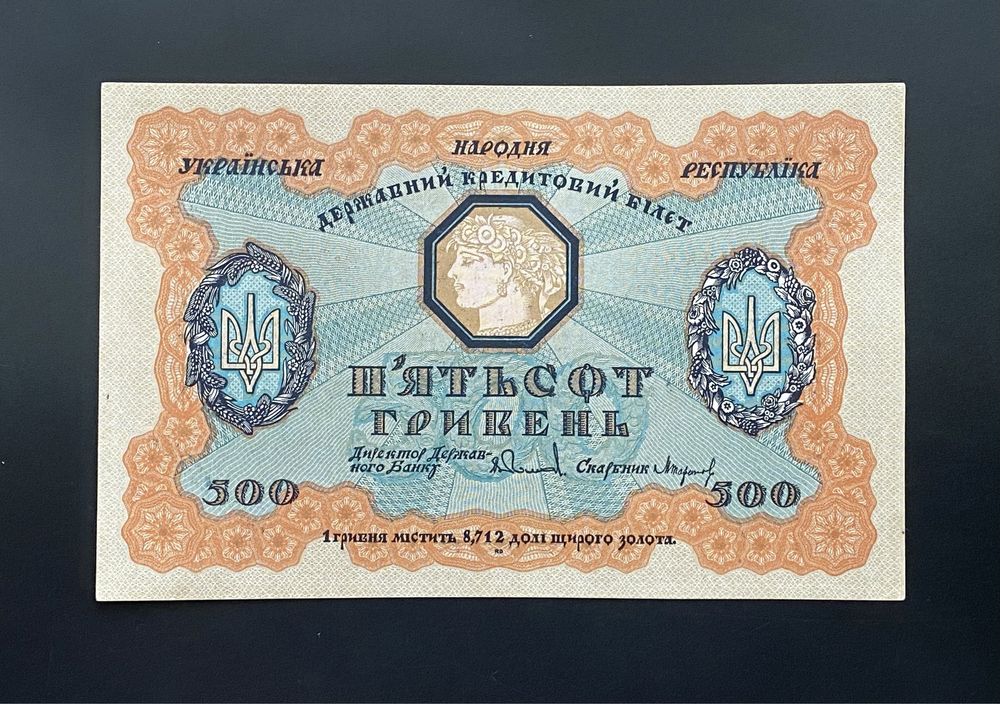 УКРАЇНСЬКА НАРОДНЯ РЕСПУБЛІКА
ДЕРЖАВНИЙ КРЕДИТОВИЙ БІЛЄТ
П'ЯТЬСОТ
ГРИВЕНЬ
Директор Держав-
ного Банку
Скарбник
500 500
1 гривня містить 8,712 долі щирого золота.